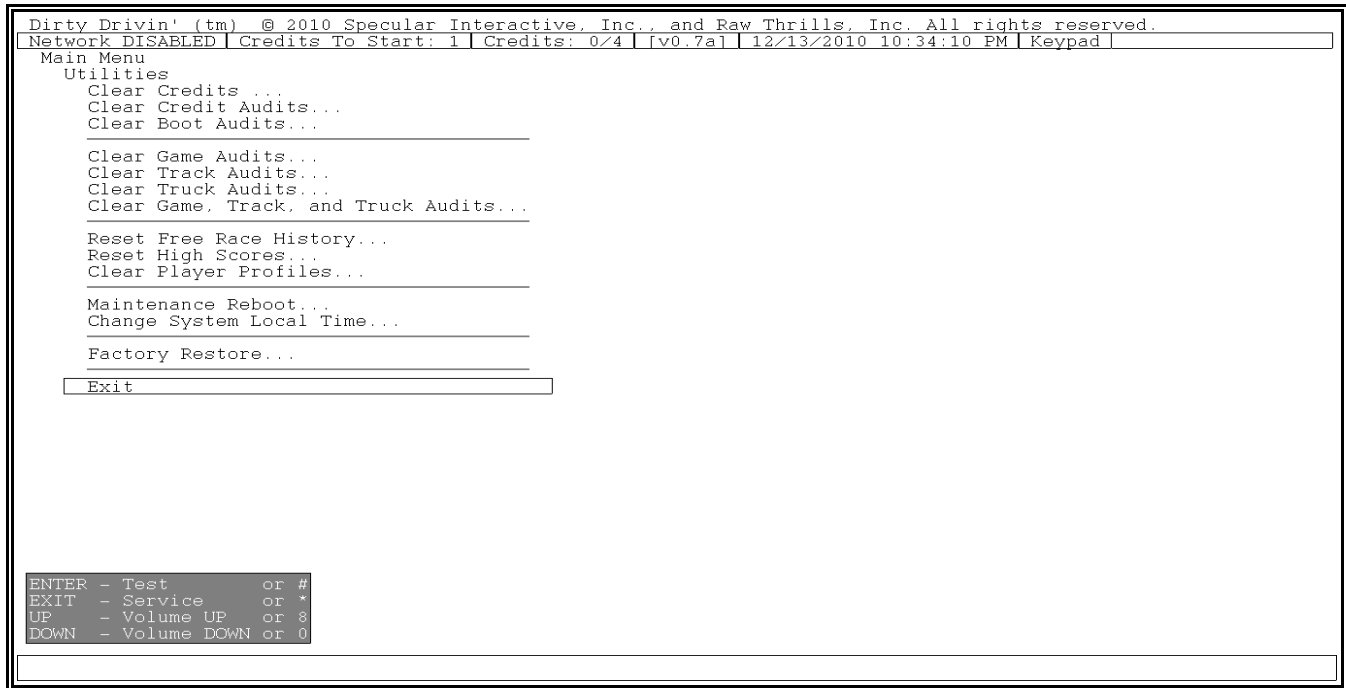 Dirty Drivin' (tm) © 2010 Specular Interactive, Inc., and Raw Thrills, Inc. All rights reserved.
Network DISABLED | Credits To Start: 1 | Credits: 0/4 | [v0.7a] | 12/13/2010 10:34:10 PM | Keypad |
Main Menu
Utilities
Clear Credits ...
Clear Credit Audits...
Clear Boot Audits...
Clear Game Audits...
Clear Track Audits...
Clear Truck Audits...
Clear Game, Track, and Truck Audits...
Reset Free Race History...
Reset High Scores...
Clear Player Profiles...
Maintenance Reboot...
Change System Local Time...
Factory Restore...
Exit
ENTER - Test or #
EXIT - Service or *
UP - Volume UP or 8
DOWN - Volume DOWN or 0